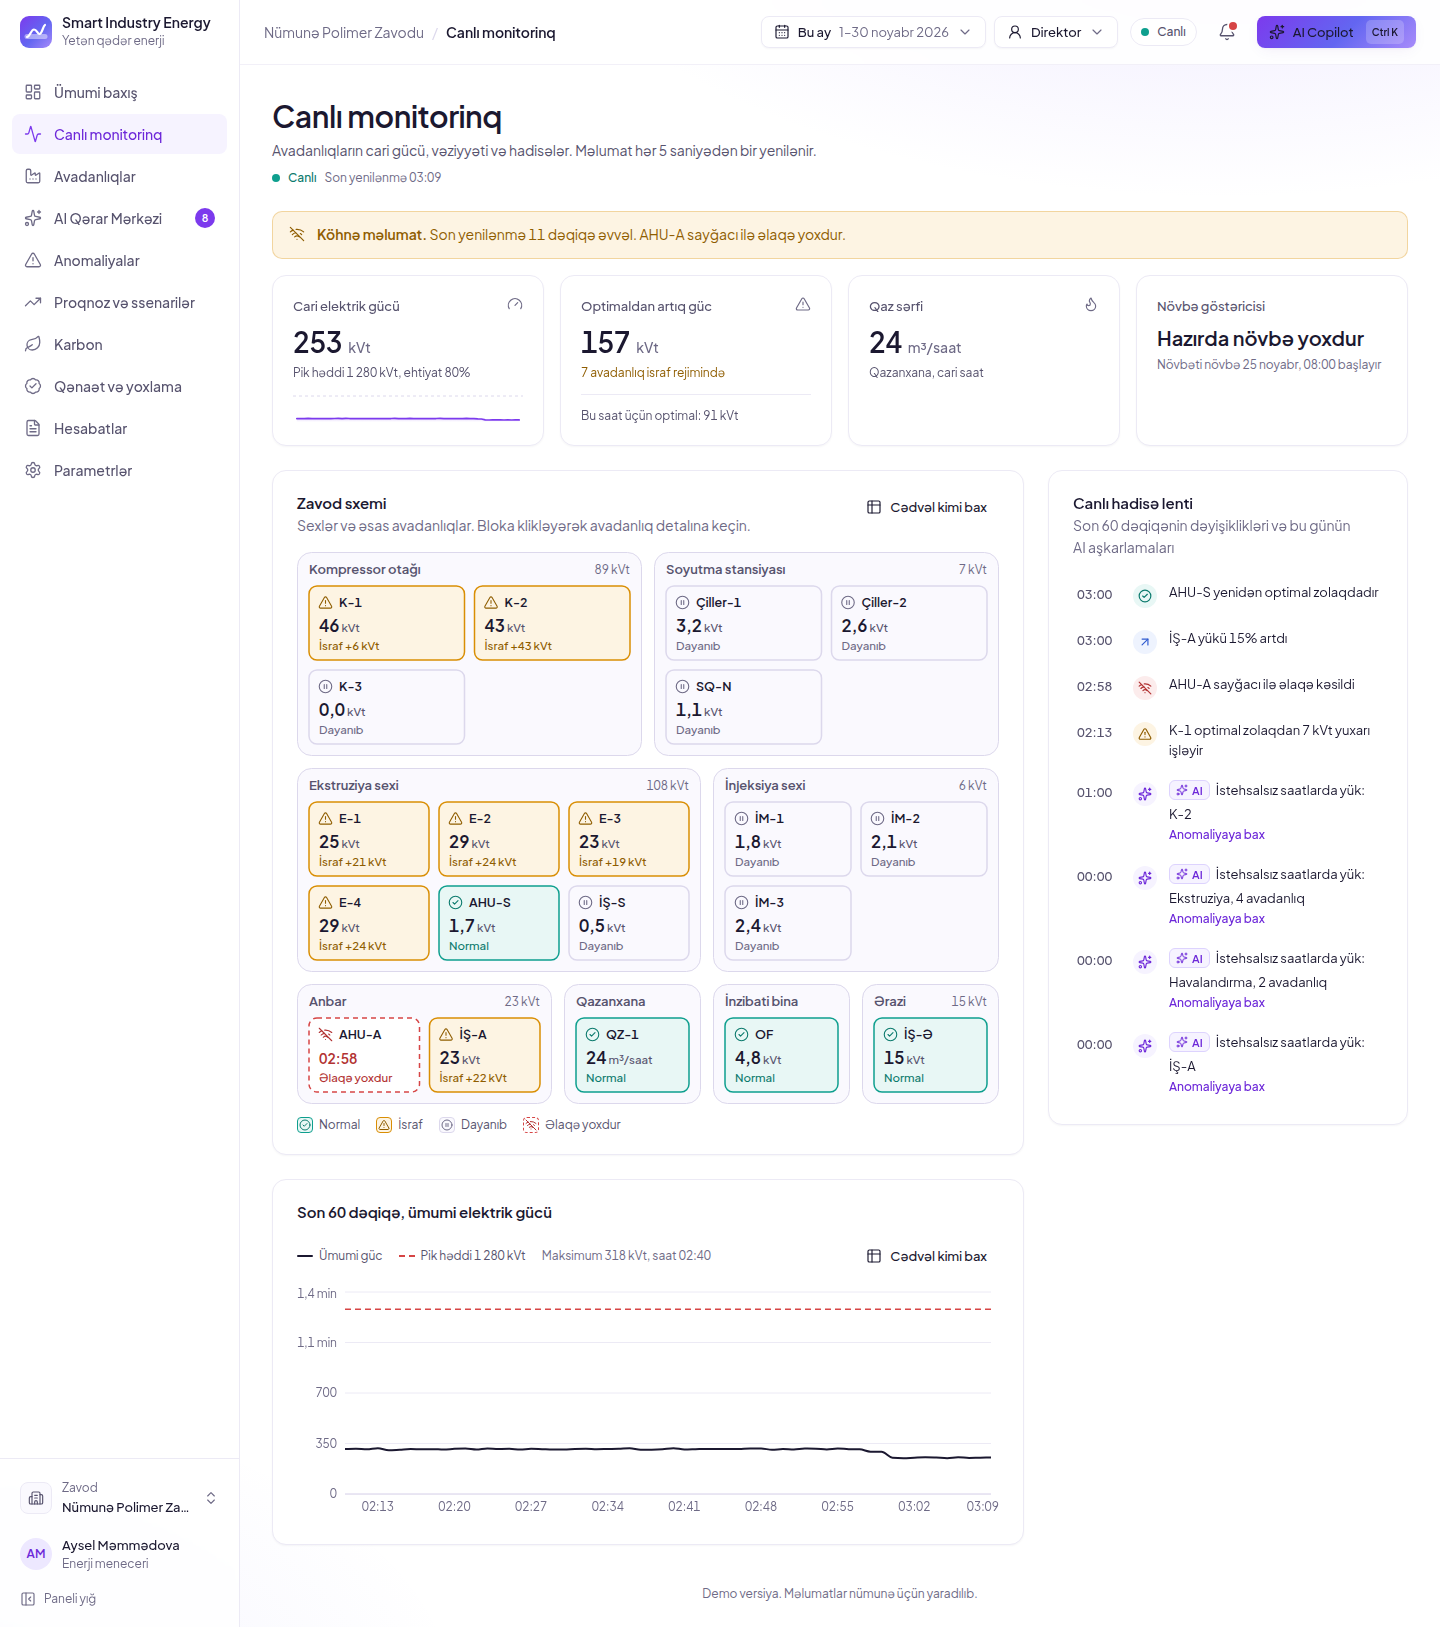 Smart Industry Energy
Yetən qədər enerji
Nümunə Polimer Zavodu / Canlı monitorinq
Bu ay 1–30 noyabr 2026
Direktor
Canlı
AI Copilot Ctrl K
Ümumi baxış
Canlı monitorinq
Avadanlıqlar
AI Qərar Mərkəzi 8
Anomaliyalar
Proqnoz və ssenarilər
Karbon
Qənaət və yoxlama
Hesabatlar
Parametrlər
Zavod
Nümunə Polimer Za...
AM
Aysel Məmmədova
Enerji meneceri
Paneli yığ
Canlı monitorinq
Avadanlıqların cari gücü, vəziyyəti və hadisələr. Məlumat hər 5 saniyədən bir yenilənir.
Canlı Son yenilənmə 03:09
Köhnə məlumat. Son yenilənmə 11 dəqiqə əvvəl. AHU-A sayğacı ilə əlaqə yoxdur.
Cari elektrik gücü
253 kVt
Pik həddi 1 280 kVt, ehtiyat 80%
Optimaldan artıq güc
157 kVt
7 avadanlıq israf rejimində
Bu saat üçün optimal: 91 kVt
Qaz sərfi
24 m³/saat
Qazanxana, cari saat
Növbə göstəricisi
Hazırda növbə yoxdur
Növbəti növbə 25 noyabr, 08:00 başlayır
Zavod sxemi
Sexlər və əsas avadanlıqlar. Bloka klikləyərək avadanlıq detalına keçin.
Cədvəl kimi bax
Kompressor otağı 89 kVt
K-1
46 kVt
İsraf +6 kVt
K-2
43 kVt
İsraf +43 kVt
K-3
0,0 kVt
Dayanıb
Soyutma stansiyası 7 kVt
Çiller-1
3,2 kVt
Dayanıb
Çiller-2
2,6 kVt
Dayanıb
SQ-N
1,1 kVt
Dayanıb
Ekstruziya sexi 108 kVt
E-1
25 kVt
İsraf +21 kVt
E-2
29 kVt
İsraf +24 kVt
E-3
23 kVt
İsraf +19 kVt
E-4
29 kVt
İsraf +24 kVt
AHU-S
1,7 kVt
Normal
İŞ-S
0,5 kVt
Dayanıb
İnjeksiya sexi 6 kVt
İM-1
1,8 kVt
Dayanıb
İM-2
2,1 kVt
Dayanıb
İM-3
2,4 kVt
Dayanıb
Anbar 23 kVt
AHU-A
02:58
Əlaqə yoxdur
İŞ-A
23 kVt
İsraf +22 kVt
Qazanxana
QZ-1
24 m³/saat
Normal
İnzibati bina
OF
4,8 kVt
Normal
Ərazi 15 kVt
İŞ-Ə
15 kVt
Normal
Normal İsraf Dayanıb Əlaqə yoxdur
Canlı hadisə lenti
Son 60 dəqiqənin dəyişiklikləri və bu günün
AI aşkarlamaları
03:00 AHU-S yenidən optimal zolaqdadır
03:00 İŞ-A yükü 15% artdı
02:58 AHU-A sayğacı ilə əlaqə kəsildi
02:13 K-1 optimal zolaqdan 7 kVt yuxarı
işləyir
01:00 AI İstehsalsız saatlarda yük:
K-2
Anomaliyaya bax
00:00 AI İstehsalsız saatlarda yük:
Ekstruziya, 4 avadanlıq
Anomaliyaya bax
00:00 AI İstehsalsız saatlarda yük:
Havalandırma, 2 avadanlıq
Anomaliyaya bax
00:00 AI İstehsalsız saatlarda yük:
İŞ-A
Anomaliyaya bax
Son 60 dəqiqə, ümumi elektrik gücü
Ümumi güc Pik həddi 1 280 kVt Maksimum 318 kVt, saat 02:40
Cədvəl kimi bax
1,4 min
1,1 min
700
350
0
02:13 02:20 02:27 02:34 02:41 02:48 02:55 03:02 03:09
Demo versiya. Məlumatlar nümunə üçün yaradılıb.